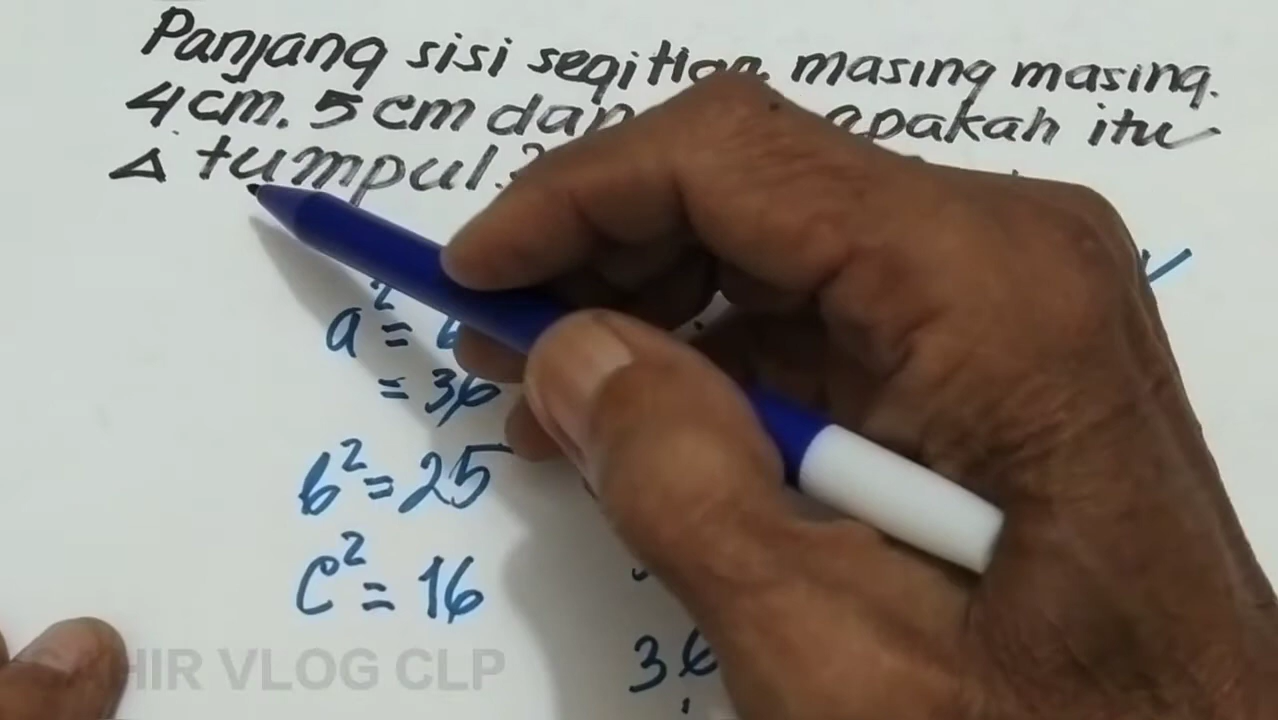 Panjang sisi segitiga masing masing.
4 cm. 5 cm dan apakah itu
Δ tumpul.?
a² =
= 36
b² = 25
c² = 16
36
HIR VLOG CLP